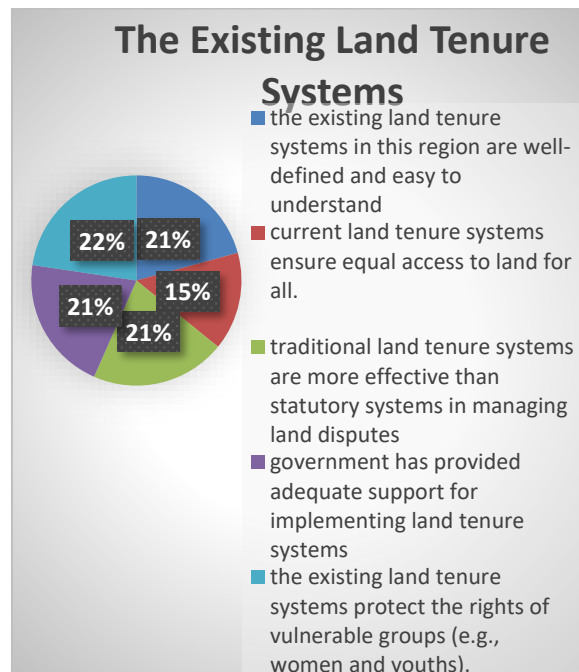 The Existing Land Tenure
Systems
22%
21%
15%
21%
21%
the existing land tenure
systems in this region are well-
defined and easy to
understand
current land tenure systems
ensure equal access to land for
all.
traditional land tenure systems
are more effective than
statutory systems in managing
land disputes
government has provided
adequate support for
implementing land tenure
systems
the existing land tenure
systems protect the rights of
vulnerable groups (e.g.,
women and youths).